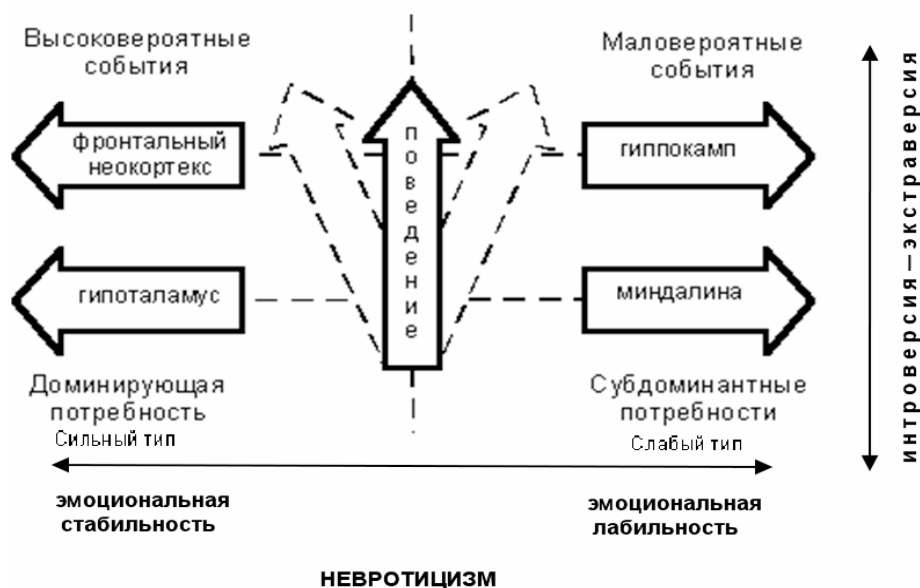 Высоковероятные
события
Маловероятные
события
фронтальный
неокортекс
поведение
гиппокамп
гипоталамус
миндалина
Доминирующая
потребность
Сильный тип
Субдоминантные
потребности
Слабый тип
эмоциональная
стабильность
эмоциональная
лабильность
НЕВРОТИЦИЗМ
интроверсия—экстраверсия